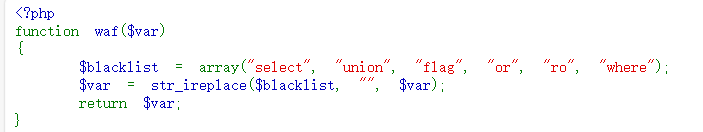 <?php
function waf($var)
{
$blacklist = array("select", "union", "flag", "or", "ro", "where");
$var = str_ireplace($blacklist, "", $var);
return $var;
}